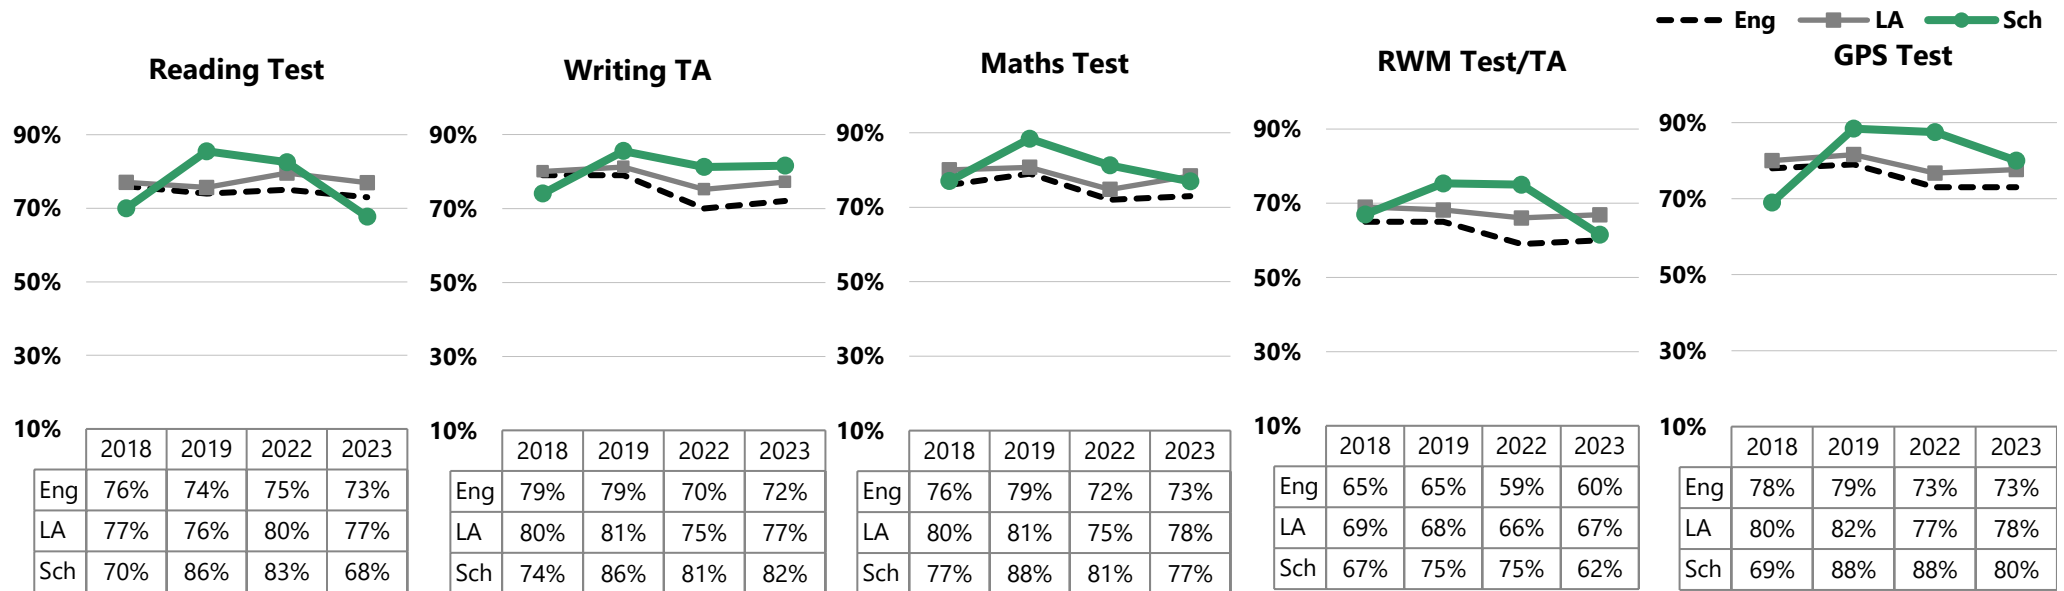 Eng LA Sch
Reading Test
90%
70%
50%
30%
10%
2018 2019 2022 2023
Eng 76% 74% 75% 73%
LA 77% 76% 80% 77%
Sch 70% 86% 83% 68%
Writing TA
90%
70%
50%
30%
10%
2018 2019 2022 2023
Eng 79% 79% 70% 72%
LA 80% 81% 75% 77%
Sch 74% 86% 81% 82%
Maths Test
90%
70%
50%
30%
10%
2018 2019 2022 2023
Eng 76% 79% 72% 73%
LA 80% 81% 75% 78%
Sch 77% 88% 81% 77%
RWM Test/TA
90%
70%
50%
30%
10%
2018 2019 2022 2023
Eng 65% 65% 59% 60%
LA 69% 68% 66% 67%
Sch 67% 75% 75% 62%
GPS Test
90%
70%
50%
30%
10%
2018 2019 2022 2023
Eng 78% 79% 73% 73%
LA 80% 82% 77% 78%
Sch 69% 88% 88% 80%